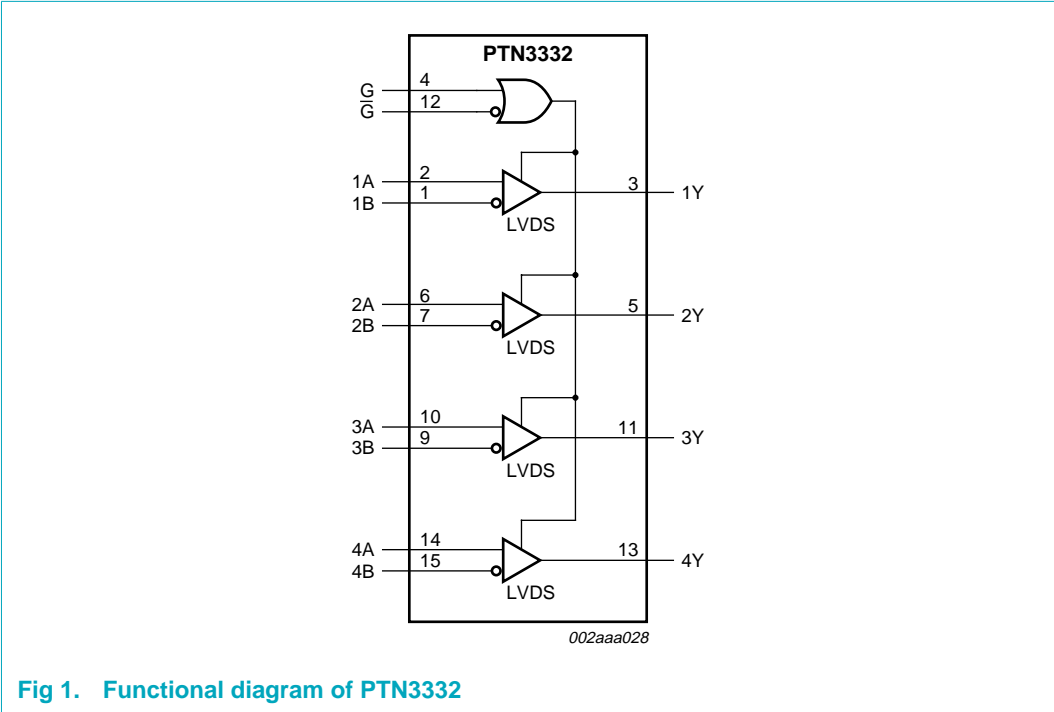 PTN3332
G 4
G̅ 12
1A 2
1B 1
3 1Y
LVDS
2A 6
2B 7
5 2Y
LVDS
3A 10
3B 9
11 3Y
LVDS
4A 14
4B 15
13 4Y
LVDS
002aaa028
Fig 1. Functional diagram of PTN3332